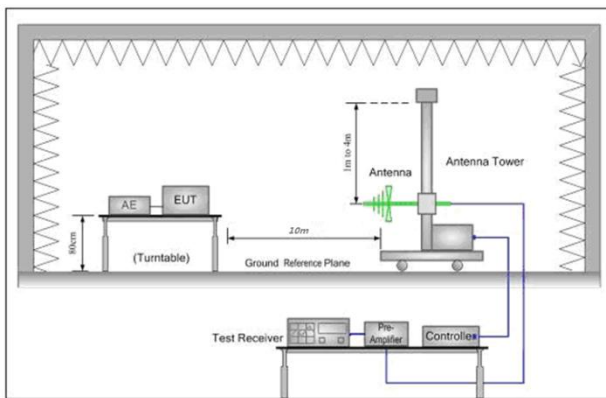 1m to 4m
Antenna
Antenna Tower
AE
EUT
80cm
(Turntable)
10m
Ground Reference Plane
Test Receiver
Pre-
Amplifier
Controller